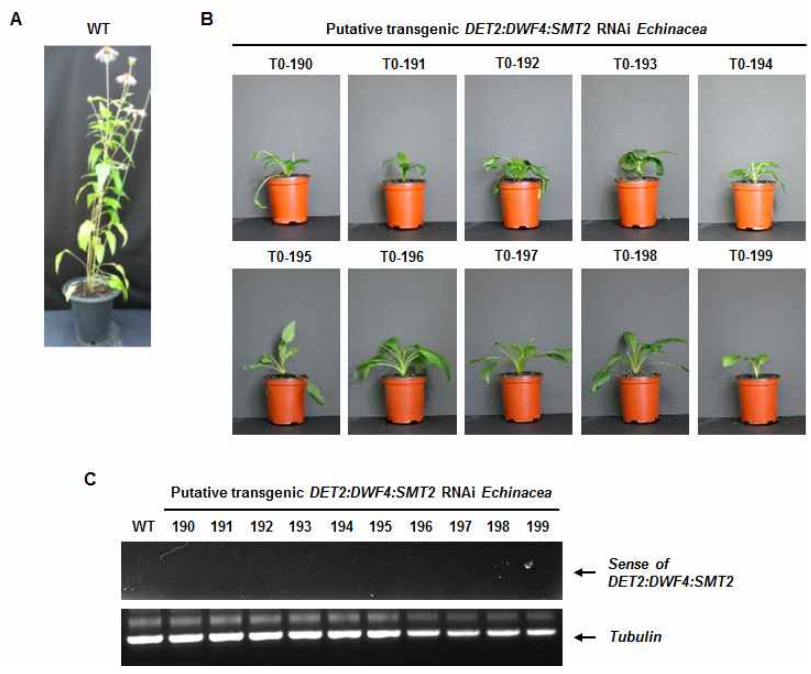 A
WT
B
Putative transgenic DET2:DWF4:SMT2 RNAi Echinacea
T0-190 T0-191 T0-192 T0-193 T0-194
T0-195 T0-196 T0-197 T0-198 T0-199
C
Putative transgenic DET2:DWF4:SMT2 RNAi Echinacea
WT 190 191 192 193 194 195 196 197 198 199
Sense of
DET2:DWF4:SMT2
Tubulin